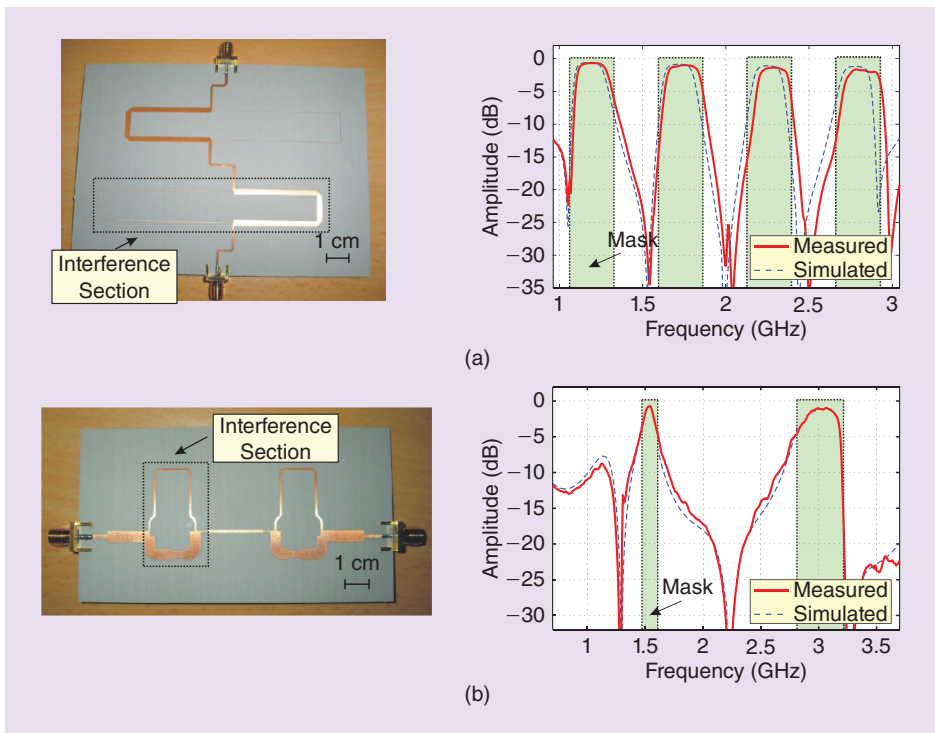 Interference
Section
1 cm
0
−5
−10
−15
−20
−25
−30
−35
Amplitude (dB)
Mask
Measured
Simulated
1
1.5
2
2.5
3
Frequency (GHz)
(a)
Interference
Section
1 cm
0
−5
−10
−15
−20
−25
−30
Amplitude (dB)
Mask
Measured
Simulated
1
1.5
2
2.5
3
3.5
Frequency (GHz)
(b)